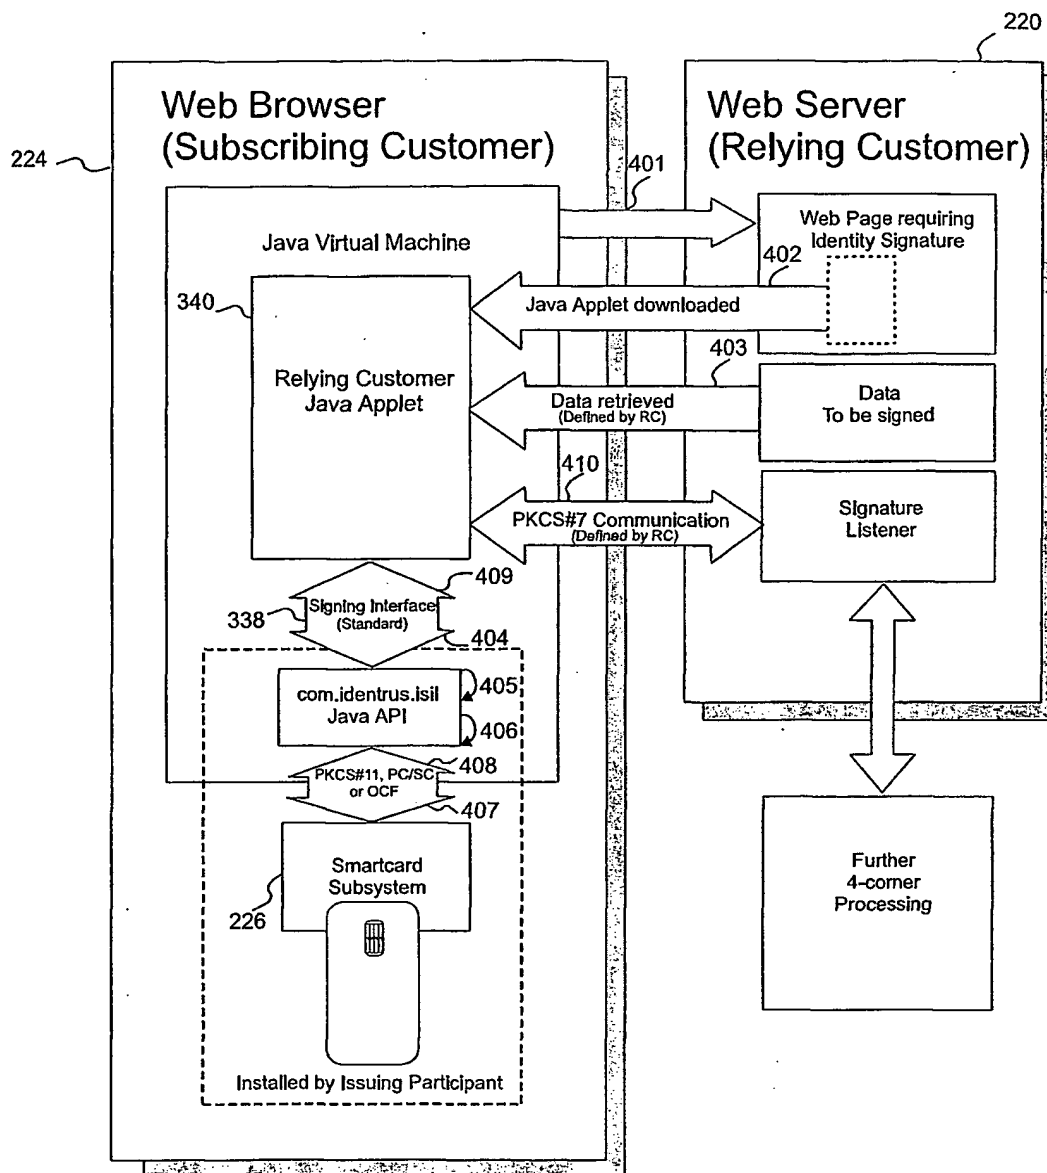 220
Web Browser
(Subscribing Customer)
224
Web Server
(Relying Customer)
401
Java Virtual Machine
Web Page requiring
Identity Signature
402
340
Java Applet downloaded
403
Relying Customer
Java Applet
Data retrieved
(Defined by RC)
Data
To be signed
410
PKCS#7 Communication
(Defined by RC)
Signature
Listener
409
Signing Interface
(Standard)
338
404
com.identrus.isil
Java API
405
406
408
PKCS#11, PC/SC
or OCF
407
Smartcard
Subsystem
226
Further
4-corner
Processing
Installed by Issuing Participant